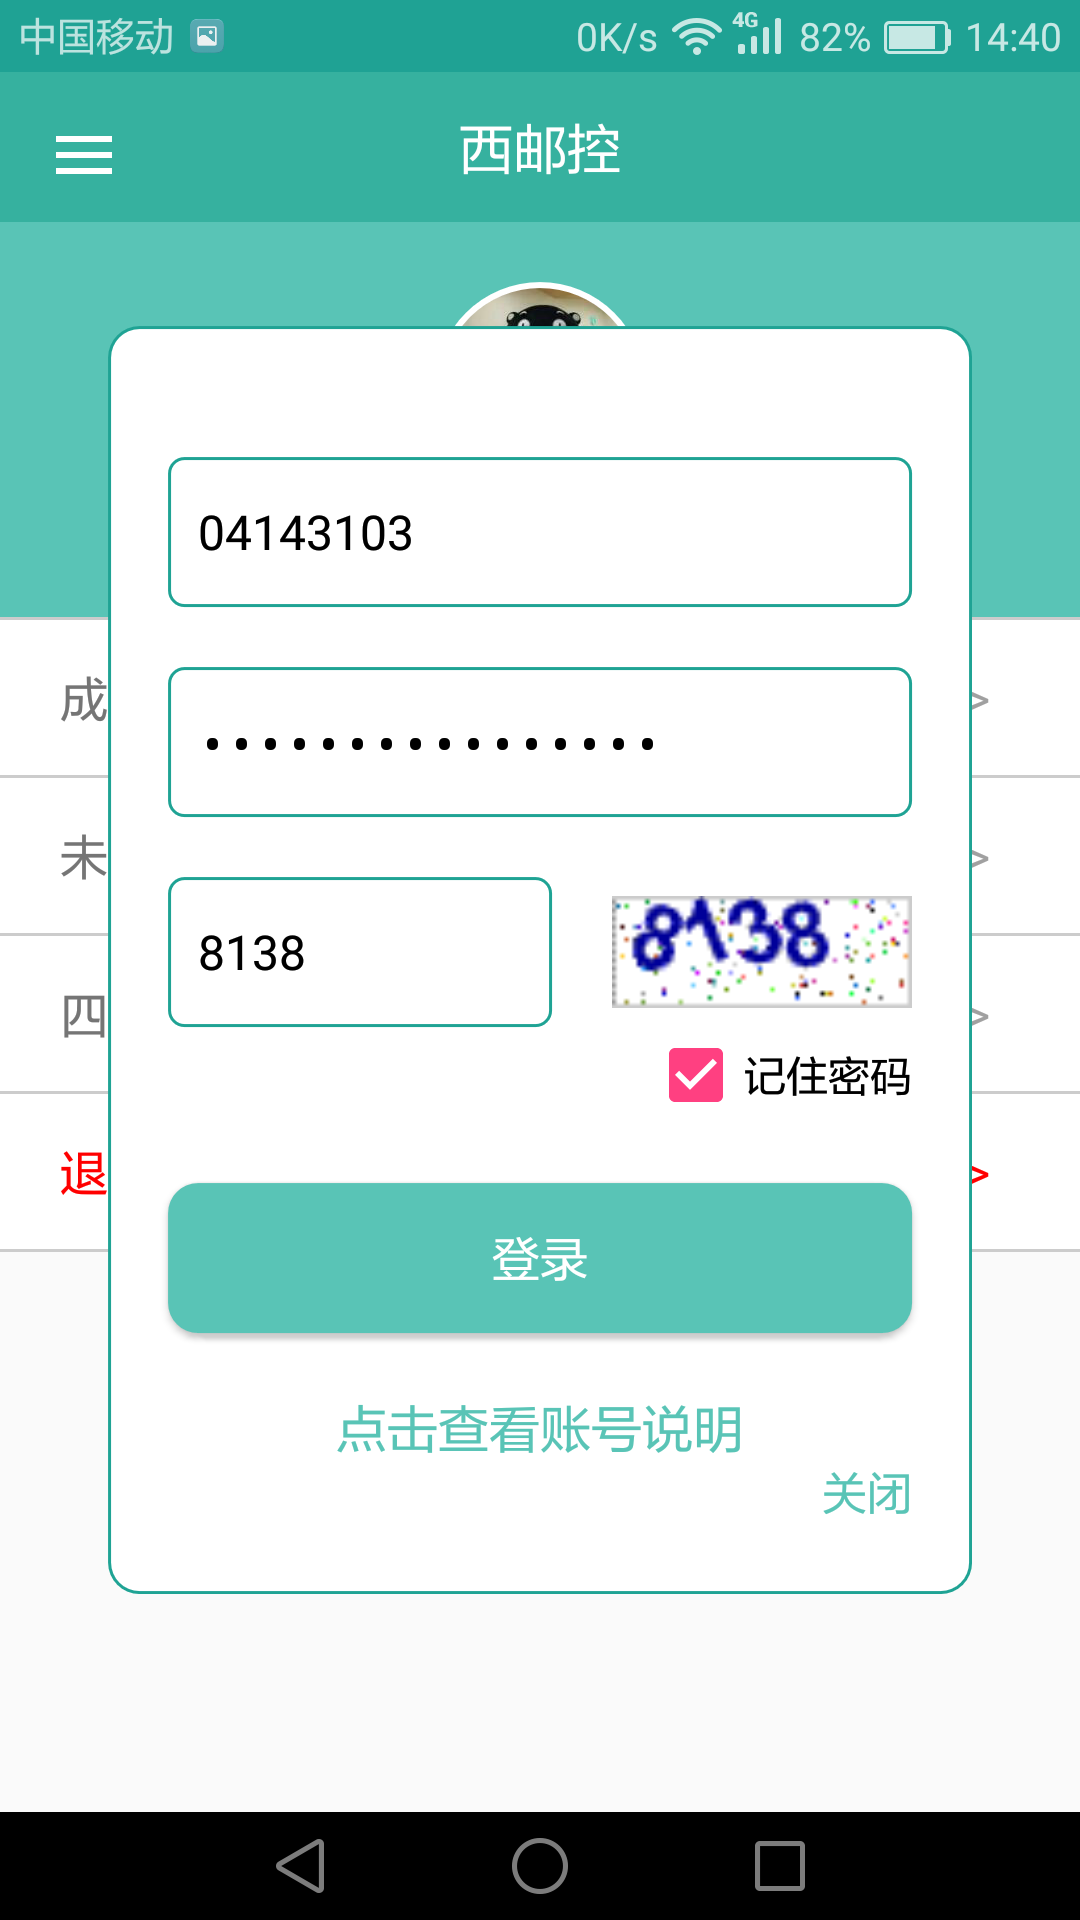 中国移动 0K/s 4G 82% 14:40
西邮控
04143103
••••••••••••••••
成 >
未 >
8138 8138
四 >
记住密码
退 >
登录
点击查看账号说明
关闭